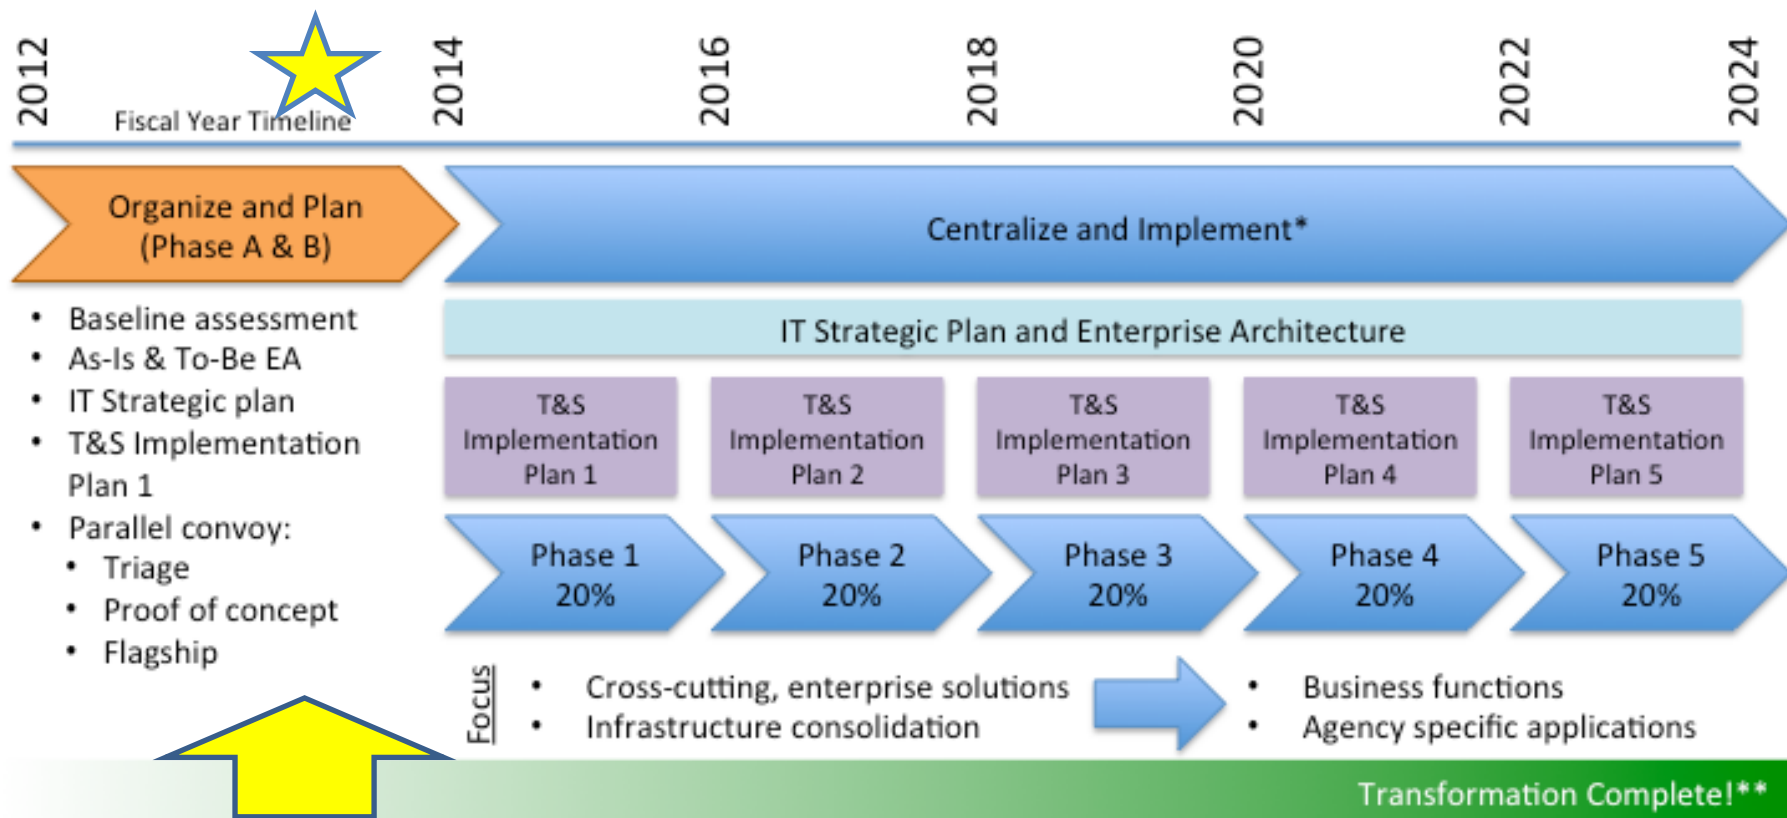 2012
2014
2016
2018
2020
2022
2024
Fiscal Year Timeline
Organize and Plan
(Phase A & B)
Centralize and Implement*
• Baseline assessment
• As-Is & To-Be EA
• IT Strategic plan
• T&S Implementation
Plan 1
• Parallel convoy:
• Triage
• Proof of concept
• Flagship
IT Strategic Plan and Enterprise Architecture
T&S
Implementation
Plan 1
T&S
Implementation
Plan 2
T&S
Implementation
Plan 3
T&S
Implementation
Plan 4
T&S
Implementation
Plan 5
Phase 1
20%
Phase 2
20%
Phase 3
20%
Phase 4
20%
Phase 5
20%
Focus
• Cross-cutting, enterprise solutions
• Infrastructure consolidation
• Business functions
• Agency specific applications
Transformation Complete!**